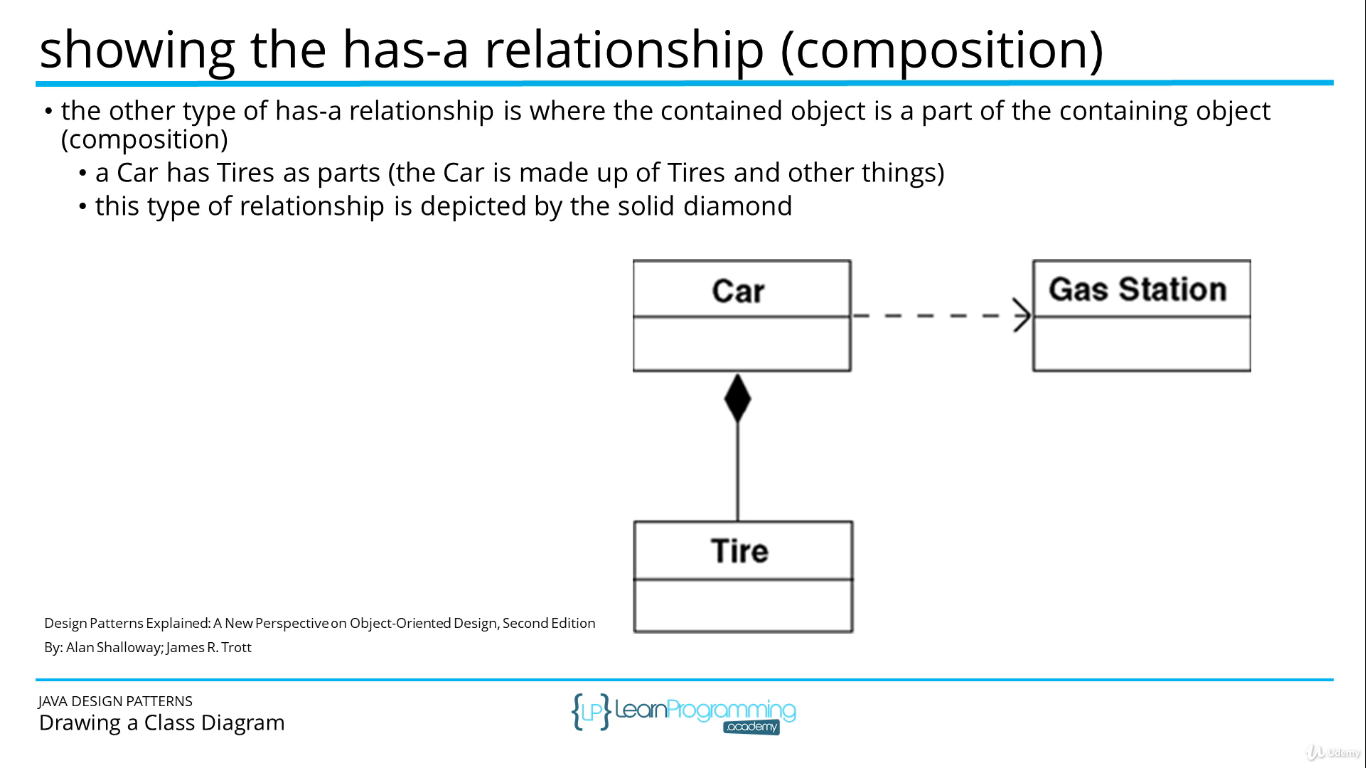 showing the has-a relationship (composition)
• the other type of has-a relationship is where the contained object is a part of the containing object
(composition)
• a Car has Tires as parts (the Car is made up of Tires and other things)
• this type of relationship is depicted by the solid diamond
Car
Gas Station
Tire
Design Patterns Explained: A New Perspective on Object-Oriented Design, Second Edition
By: Alan Shalloway; James R. Trott
JAVA DESIGN PATTERNS
Drawing a Class Diagram
{LP} LearnProgramming
.academy
Udemy